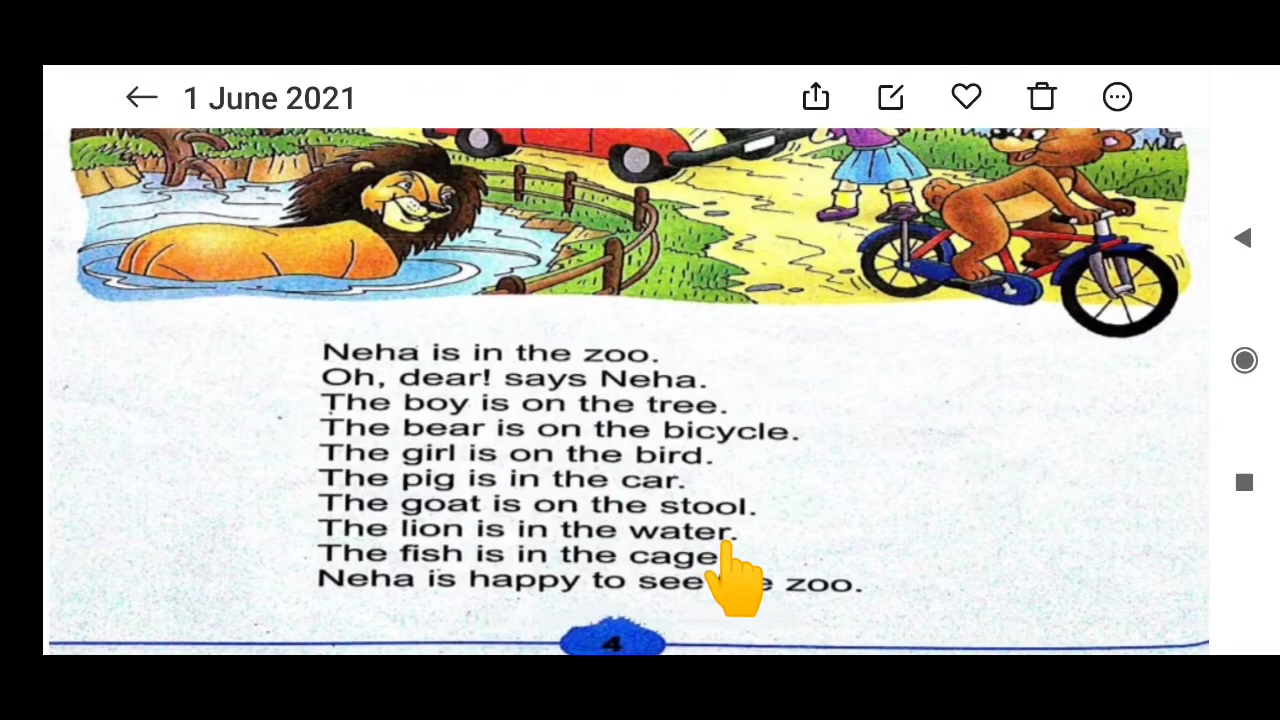 1 June 2021
Neha is in the zoo.
Oh, dear! says Neha.
The boy is on the tree.
The bear is on the bicycle.
The girl is on the bird.
The pig is in the car.
The goat is on the stool.
The lion is in the water.
The fish is in the cage
Neha is happy to see zoo.
4